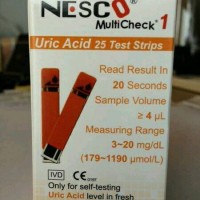 NESCO
MultiCheck 1
Uric Acid 25 Test Strips
Read Result In
20 Seconds
Sample Volume
≥ 4 µL
Measuring Range
3~20 mg/dL
(179~1190 µmol/L)
IVD CE
Only for self-testing
Uric Acid level in fresh